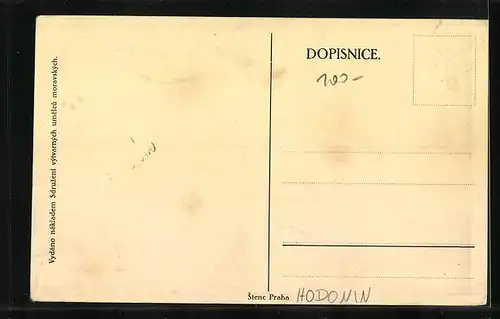 Vydáno nákladem Sdružení výtvarných umělců moravských.
DOPISNICE.
100-
Štenc Praha HODONIN